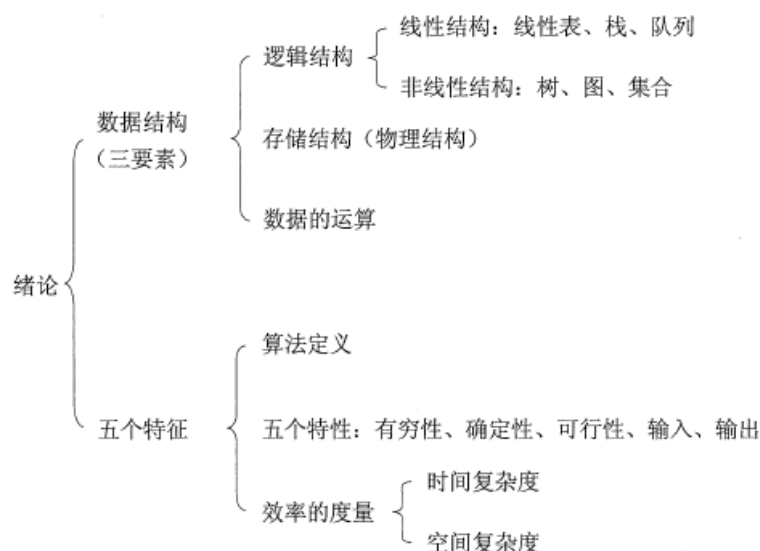 绪论
数据结构
（三要素）
逻辑结构
线性结构：线性表、栈、队列
非线性结构：树、图、集合
存储结构（物理结构）
数据的运算
五个特征
算法定义
五个特性：有穷性、确定性、可行性、输入、输出
效率的度量
时间复杂度
空间复杂度